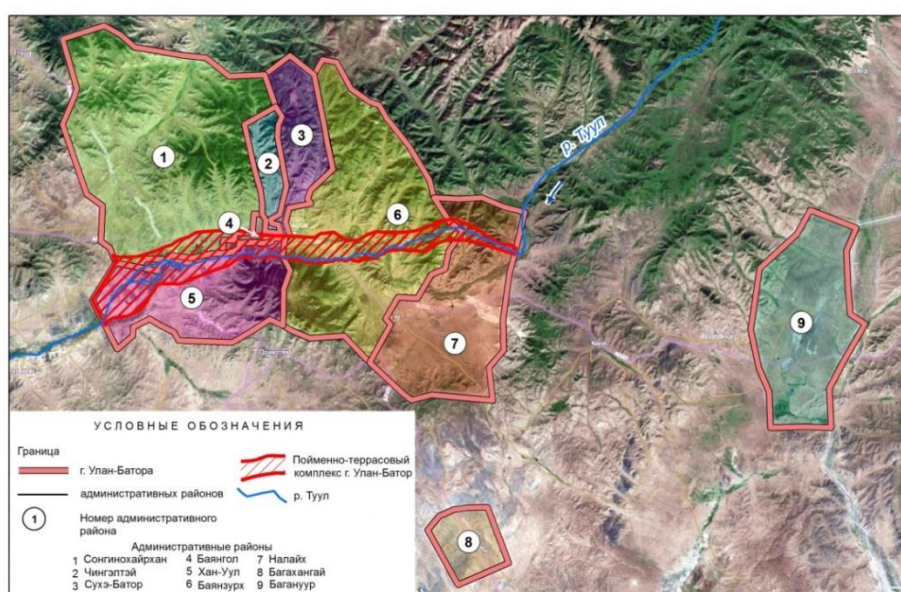 р. Туул
1
2
3
4
5
6
7
8
9
УСЛОВНЫЕ ОБОЗНАЧЕНИЯ
Граница
г. Улан-Батора
административных районов
1 Номер административного
района
Пойменно-террасовый
комплекс г. Улан-Батор
р. Туул
Административные районы
1 Сонгинохайрхан 4 Баянгол 7 Налайх
2 Чингэлтэй 5 Хан-Уул 8 Багахангай
3 Сухэ-Батор 6 Баянзурх 9 Багануур